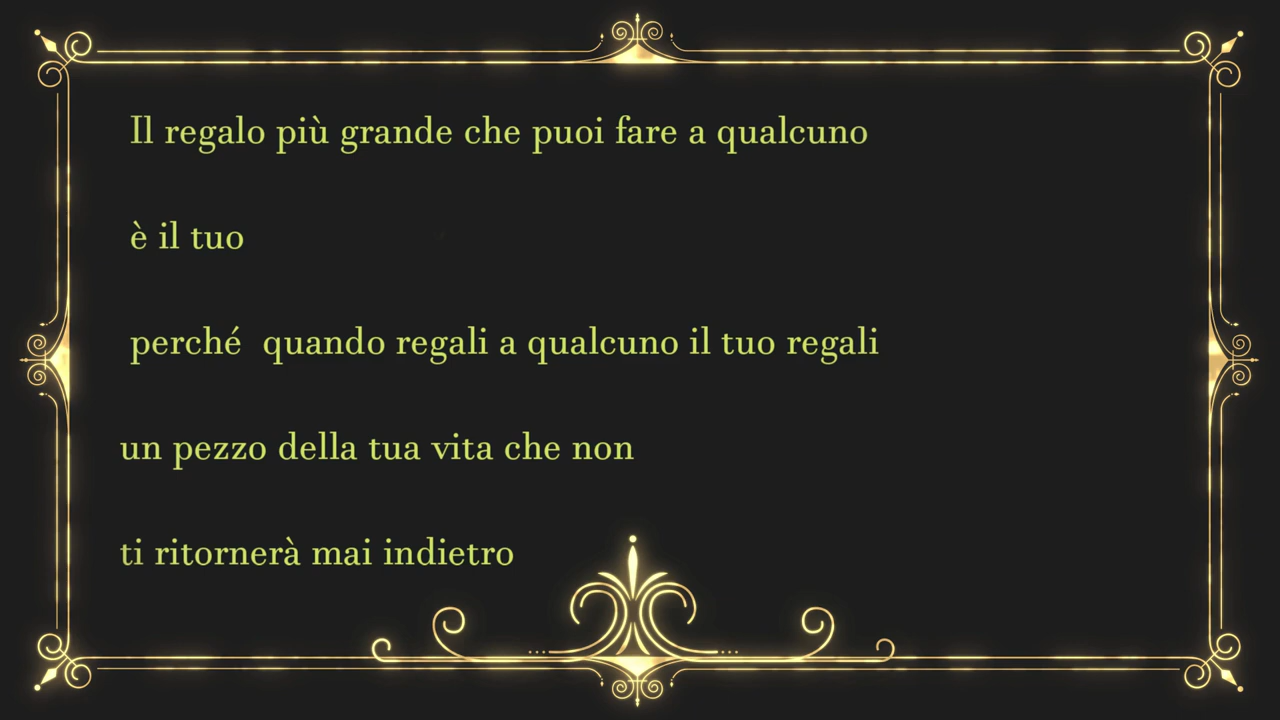 Il regalo più grande che puoi fare a qualcuno
è il tuo
perché  quando regali a qualcuno il tuo regali
un pezzo della tua vita che non
ti ritornerà mai indietro